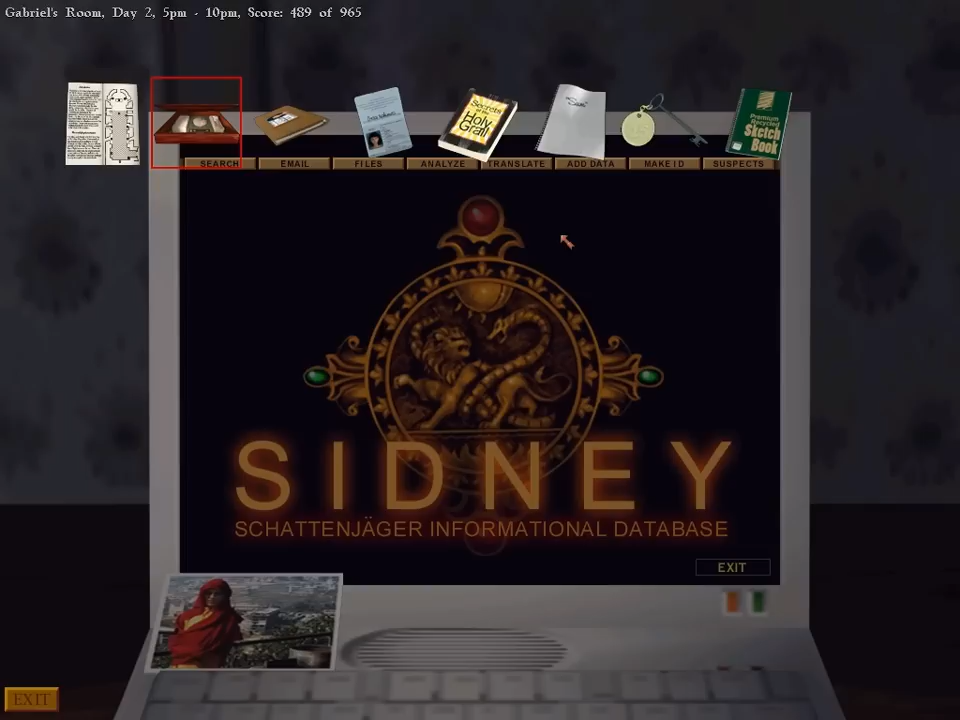 Gabriel's Room, Day 2, 5pm - 10pm, Score: 489 of 965
Secrets of the Holy Grail
"San"
Premium Recycled Sketch Book
SEARCH EMAIL FILES ANALYZE TRANSLATE ADD DATA MAKE ID SUSPECTS
SIDNEY
SCHATTENJÄGER INFORMATIONAL DATABASE
EXIT
EXIT